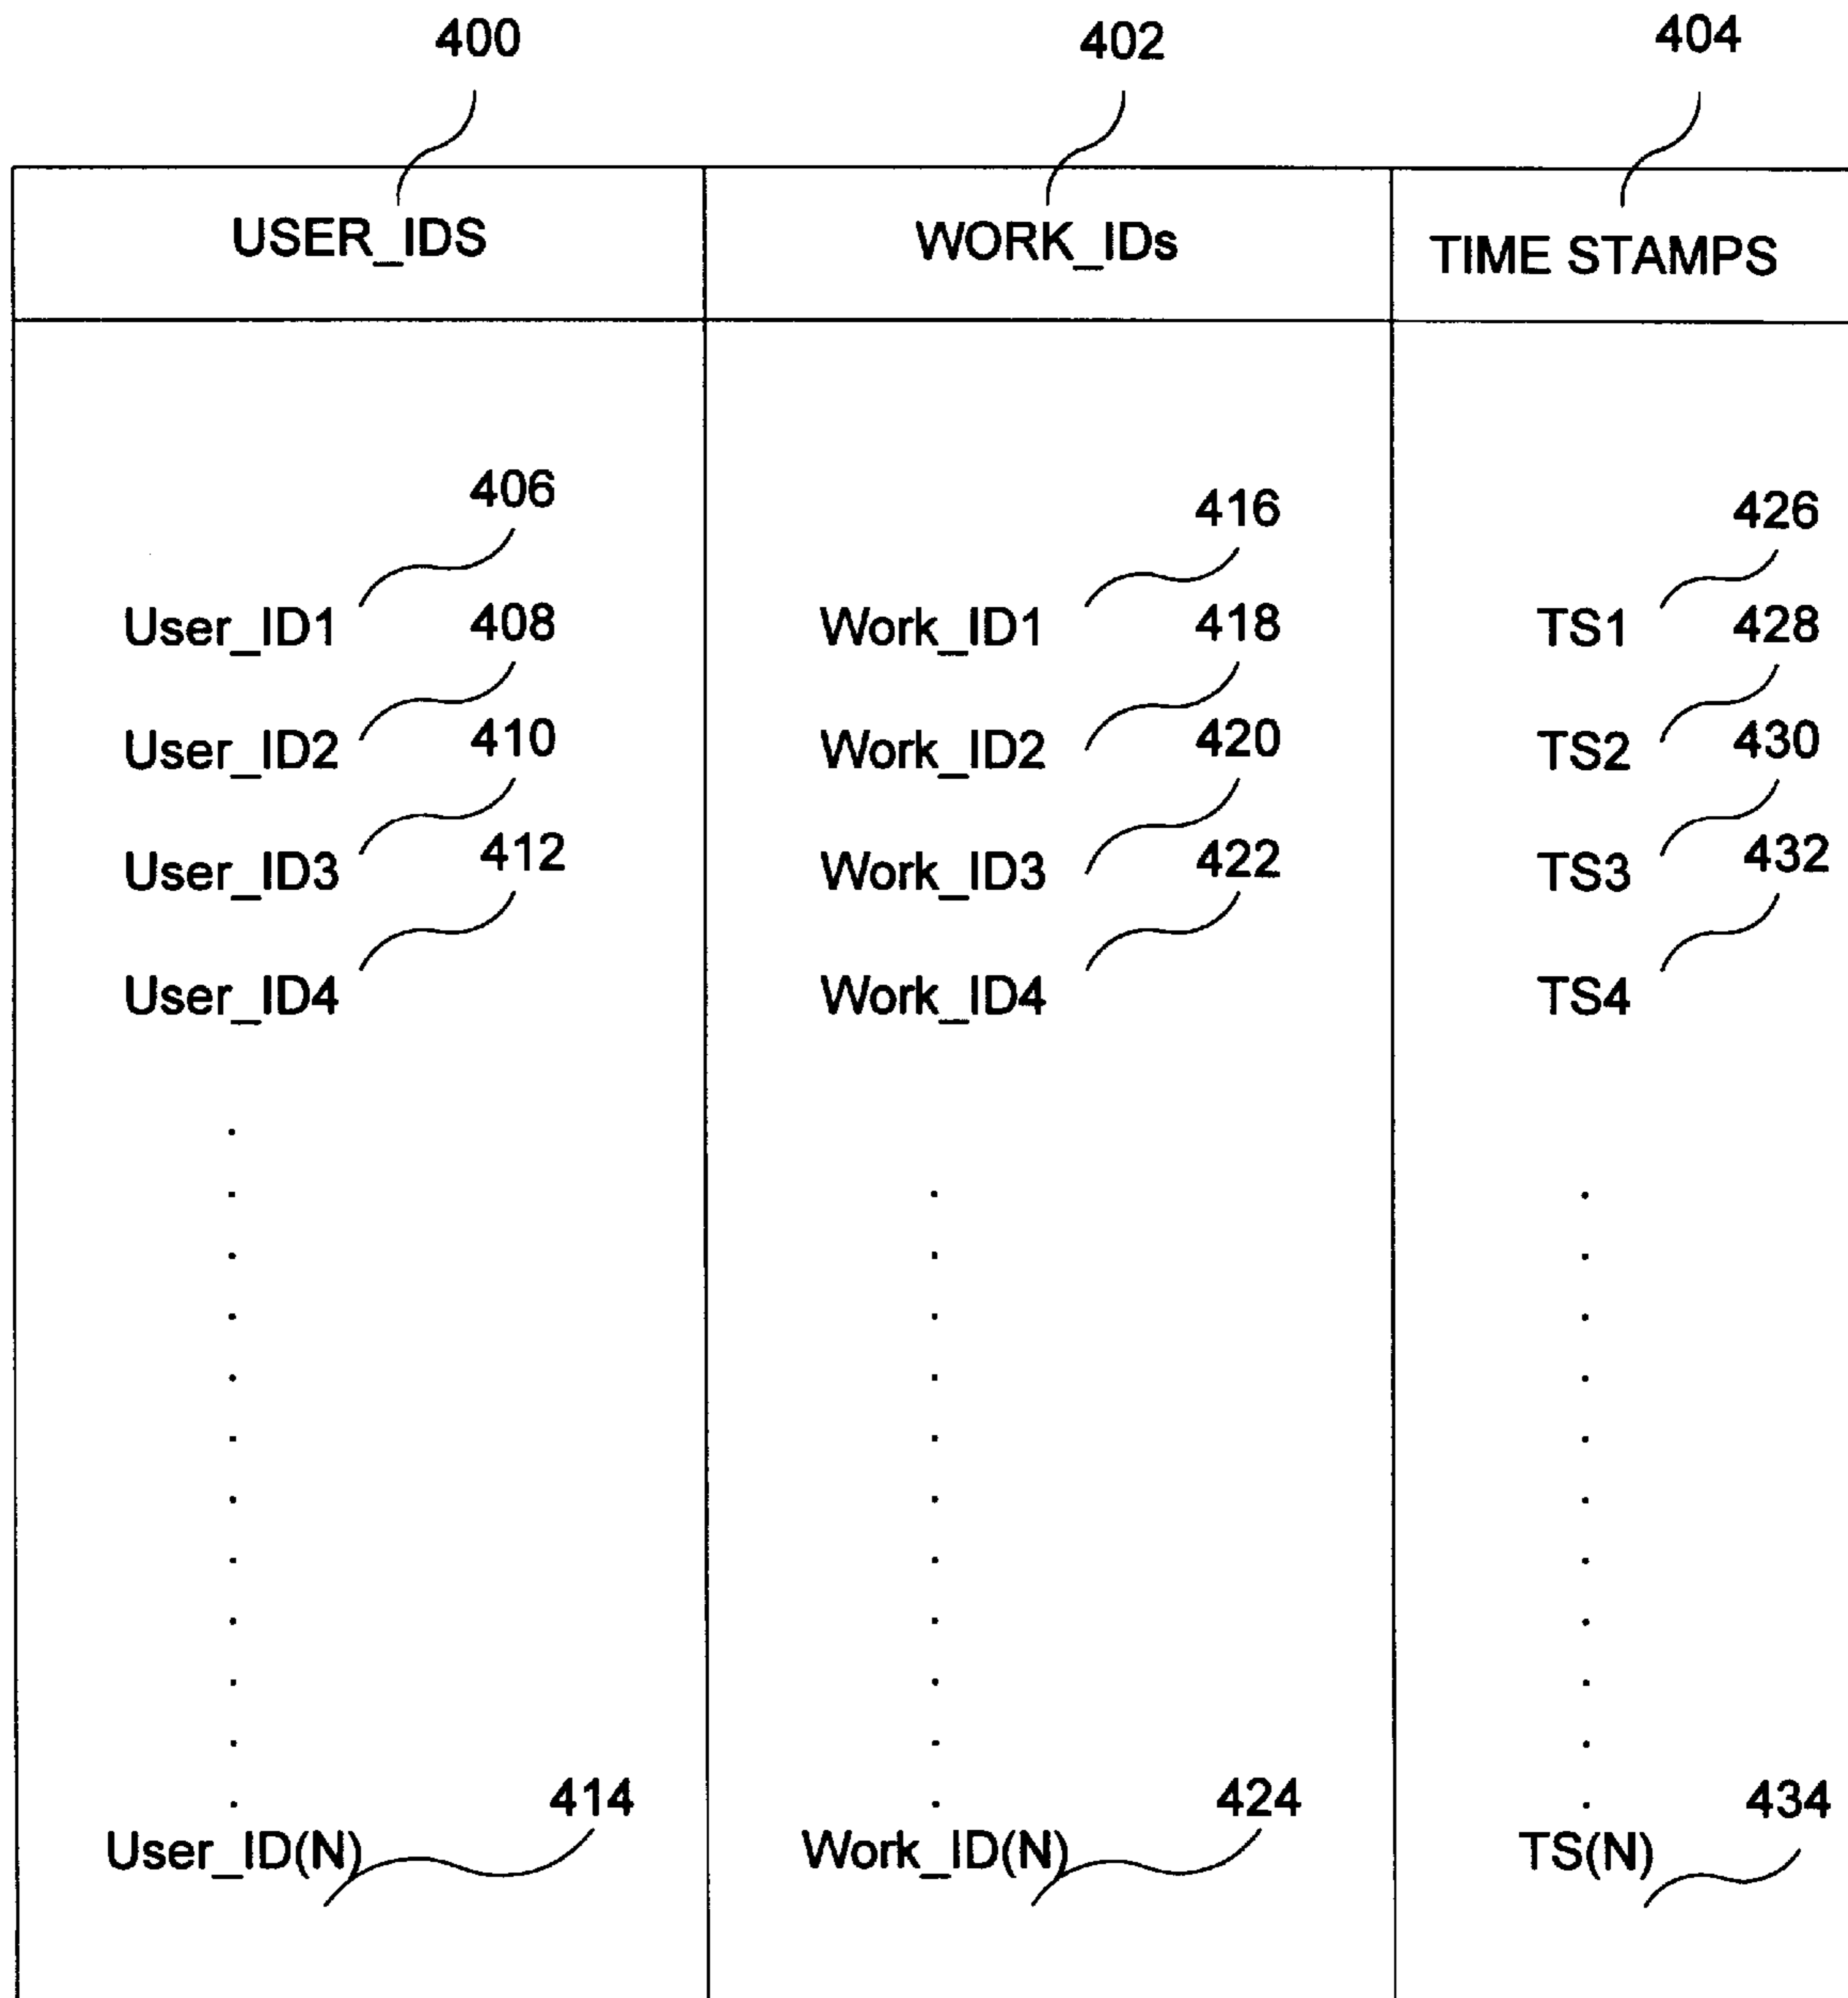 400 402 404
USER_IDS WORK_IDs TIME STAMPS
406 416 426
User_ID1 408 Work_ID1 418 TS1 428
User_ID2 410 Work_ID2 420 TS2 430
User_ID3 412 Work_ID3 422 TS3 432
User_ID4 Work_ID4 TS4
414 424 434
User_ID(N) Work_ID(N) TS(N)